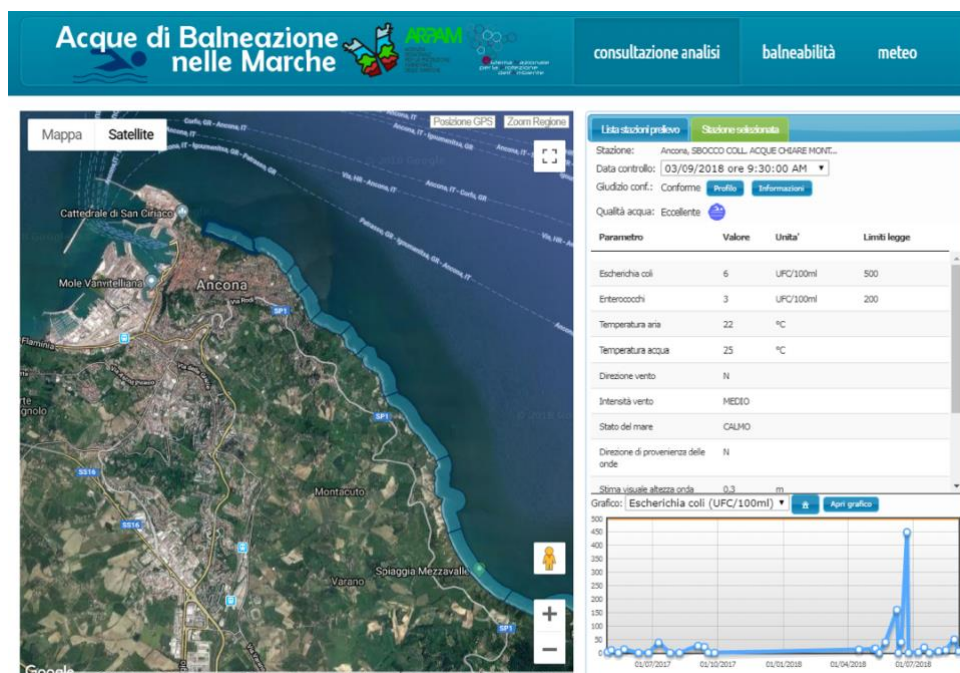 Acque di Balneazione
nelle Marche
ARPAM
consultazione analisi
balneabilità
meteo
Mappa
Satellite
Posizione GPS
Zoom Regione
Cattedrale di San Ciriaco
Mole Vanvitelliana
Ancona
Via Rodi
SP1
Flaminia
SP1
SS16
SS16
Montacuto
Varano
Spiaggia Mezzavalle
SP1
Google
Lista stazioni prelievo
Stazione selezionata
Stazione: Ancona, SBOCCO COLL. ACQUE CHIARE MONT...
Data controllo: 03/09/2018 ore 9:30:00 AM
Giudizio conf.: Conforme Profilo Informazioni
Qualità acqua: Eccellente
Parametro Valore Unita' Limiti legge
Escherichia coli 6 UFC/100ml 500
Enterococchi 3 UFC/100ml 200
Temperatura aria 22 °C
Temperatura acqua 25 °C
Direzione vento N
Intensità vento MEDIO
Stato del mare CALMO
Direzione di provenienza delle N
onde
Stima visuale altezza onda 0.3 m
Grafico: Escherichia coli (UFC/100ml) Apri grafico
500
450
400
350
300
250
200
150
100
50
0
01/07/2017 01/10/2017 01/01/2018 01/04/2018 01/07/2018